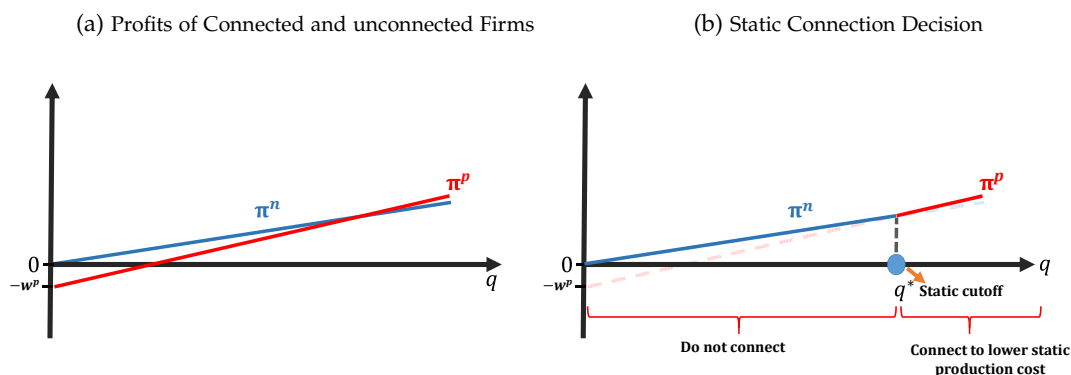 (a) Profits of Connected and unconnected Firms
π^n
π^p
0
−w^p
q
(b) Static Connection Decision
π^n
π^p
0
−w^p
q
q* Static cutoff
Do not connect
Connect to lower static
production cost